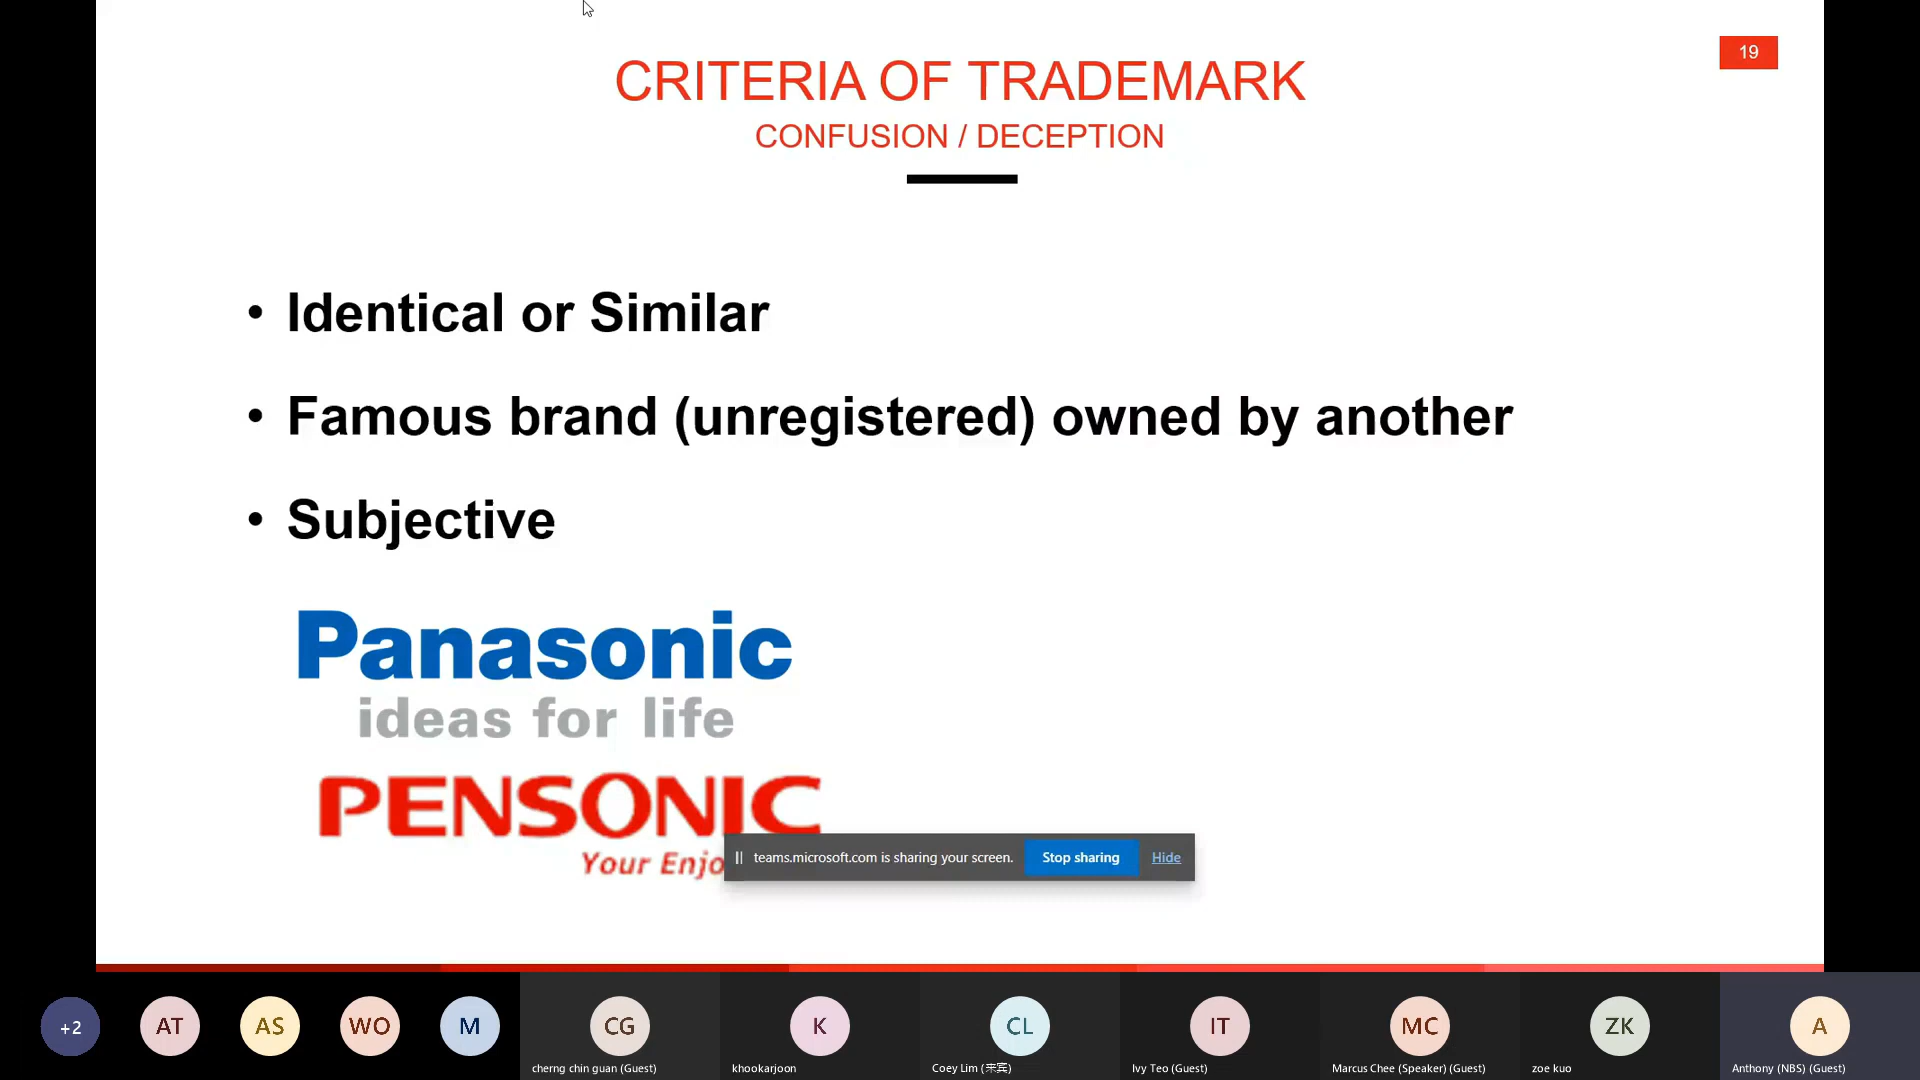 19
CRITERIA OF TRADEMARK
CONFUSION / DECEPTION
• Identical or Similar
• Famous brand (unregistered) owned by another
• Subjective
Panasonic
ideas for life
PENSONIC
Your Enjo
teams.microsoft.com is sharing your screen. Stop sharing Hide
+2 AT AS WO M CG K CL IT MC ZK A
cherng chin guan (Guest) khookarjoon Coey Lim (来宾) Ivy Teo (Guest) Marcus Chee (Speaker) (Guest) zoe kuo Anthony (NBS) (Guest)